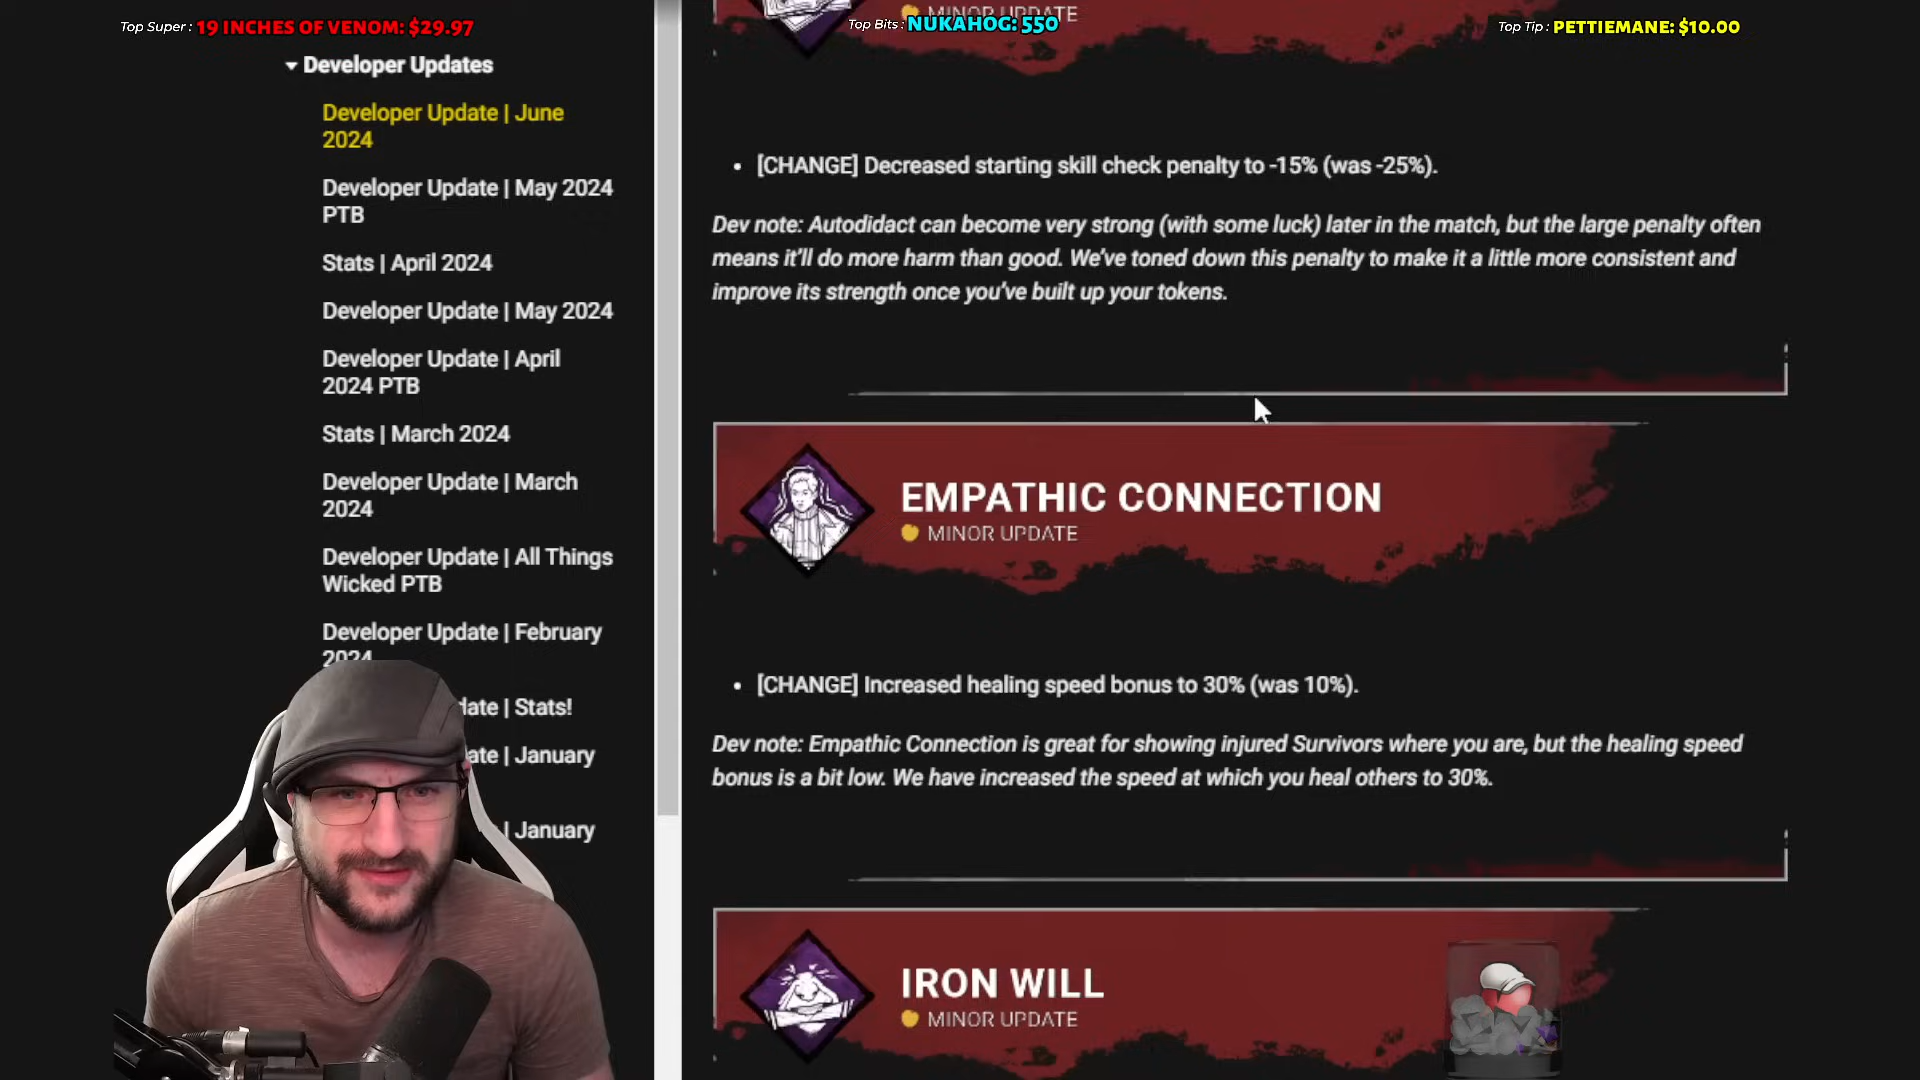 Top Super : 19 INCHES OF VENOM: $29.97
Top Bits : NUKAHOG: 550
Top Tip : PETTIEMANE: $10.00
Developer Updates
Developer Update | June
2024
Developer Update | May 2024
PTB
Stats | April 2024
Developer Update | May 2024
Developer Update | April
2024 PTB
Stats | March 2024
Developer Update | March
2024
Developer Update | All Things
Wicked PTB
Developer Update | February
2024
date | Stats!
ate | January
| January
MINOR UPDATE
• [CHANGE] Decreased starting skill check penalty to -15% (was -25%).
Dev note: Autodidact can become very strong (with some luck) later in the match, but the large penalty often
means it’ll do more harm than good. We’ve toned down this penalty to make it a little more consistent and
improve its strength once you’ve built up your tokens.
EMPATHIC CONNECTION
MINOR UPDATE
• [CHANGE] Increased healing speed bonus to 30% (was 10%).
Dev note: Empathic Connection is great for showing injured Survivors where you are, but the healing speed
bonus is a bit low. We have increased the speed at which you heal others to 30%.
IRON WILL
MINOR UPDATE